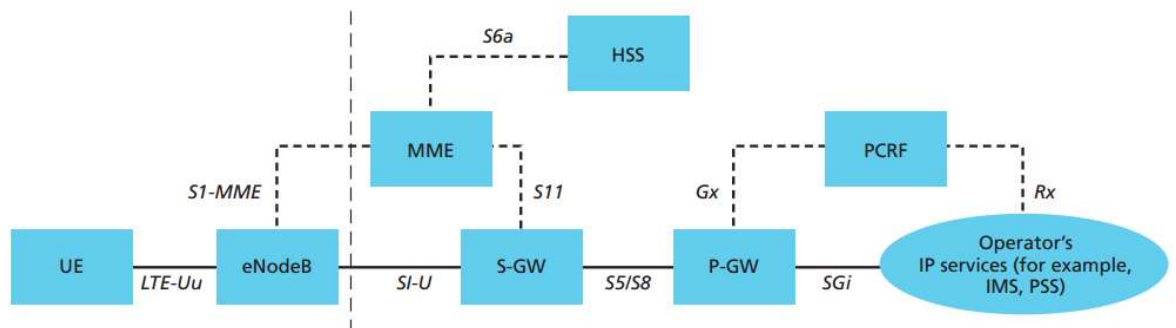 S6a
HSS
MME
PCRF
S1-MME
S11
Gx
Rx
UE
eNodeB
S-GW
P-GW
Operator's
IP services (for example,
IMS, PSS)
LTE-Uu
SI-U
S5/S8
SGi